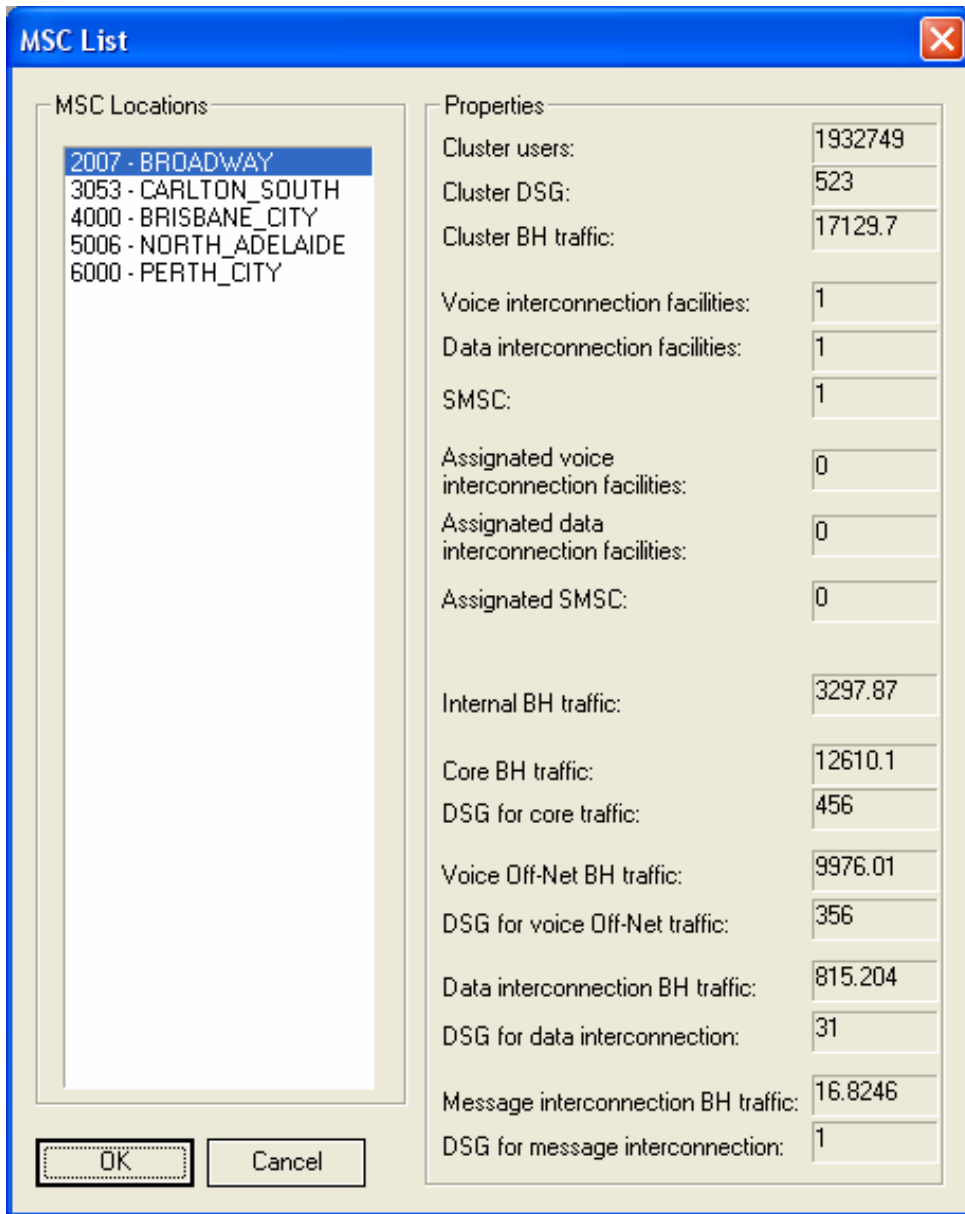 MSC List
MSC Locations
2007 - BROADWAY
3053 - CARLTON_SOUTH
4000 - BRISBANE_CITY
5006 - NORTH_ADELAIDE
6000 - PERTH_CITY
OK
Cancel
Properties
Cluster users: 1932749
Cluster DSG: 523
Cluster BH traffic: 17129.7
Voice interconnection facilities: 1
Data interconnection facilities: 1
SMSC: 1
Assigned voice
interconnection facilities: 0
Assignated data
interconnection facilities: 0
Assignated SMSC: 0
Internal BH traffic: 3297.87
Core BH traffic: 12610.1
DSG for core traffic: 456
Voice Off-Net BH traffic: 9976.01
DSG for voice Off-Net traffic: 356
Data interconnection BH traffic: 815.204
DSG for data interconnection: 31
Message interconnection BH traffic: 16.8246
DSG for message interconnection: 1